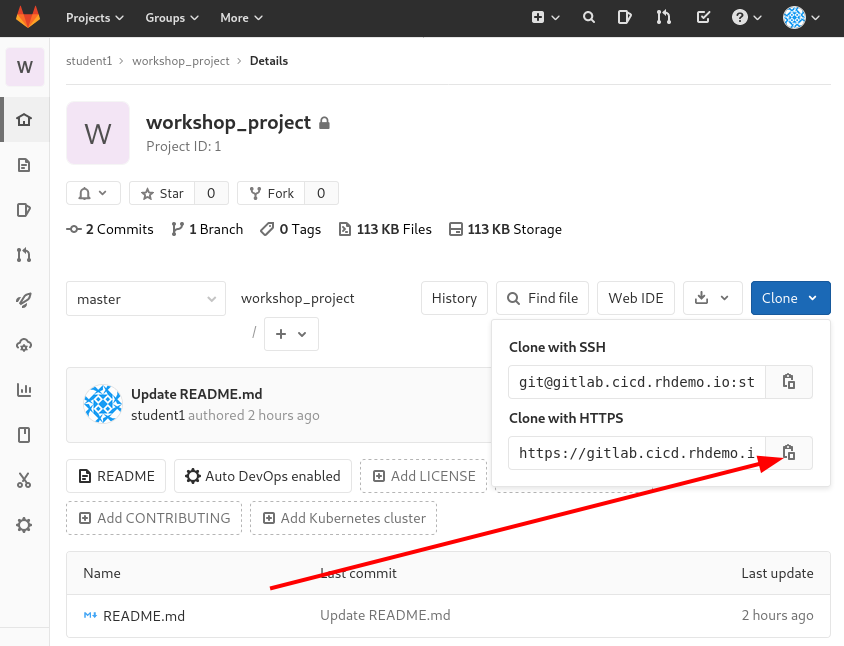 Projects Groups More
W
student1 > workshop_project > Details
W
workshop_project
Project ID: 1
Star 0 Fork 0
2 Commits 1 Branch 0 Tags 113 KB Files 113 KB Storage
master workshop_project History Find file Web IDE Clone
/ +
Clone with SSH
git@gitlab.cicd.rhdemo.io:st
Clone with HTTPS
https://gitlab.cicd.rhdemo.i
Update README.md
student1 authored 2 hours ago
README Auto DevOps enabled Add LICENSE
Add CONTRIBUTING Add Kubernetes cluster
Name Last commit Last update
README.md Update README.md 2 hours ago